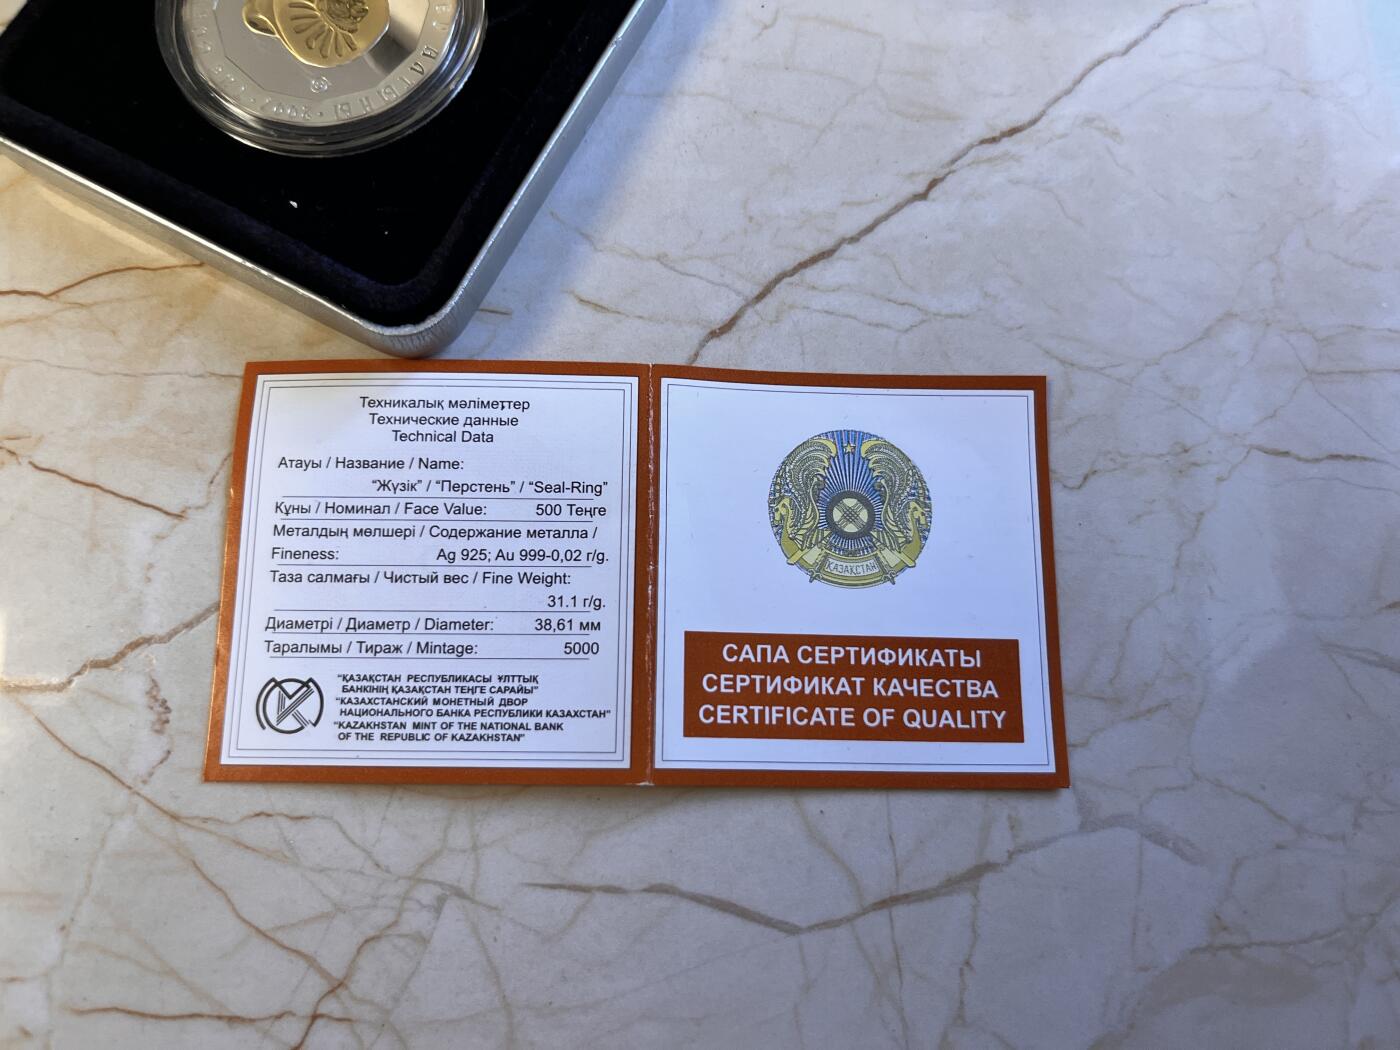 2007
Техникалық мәліметтер
Технические данные
Technical Data
Атауы / Название / Name:
“Жүзік” / “Перстень” / “Seal-Ring”
Құны / Номинал / Face Value: 500 Теңге
Металдың мөлшері / Содержание металла /
Fineness: Ag 925; Au 999-0,02 г/g.
Таза салмағы / Чистый вес / Fine Weight:
31.1 г/g.
Диаметрі / Диаметр / Diameter: 38,61 мм
Таралымы / Тираж / Mintage: 5000
“ҚАЗАҚСТАН РЕСПУБЛИКАСЫ ҰЛТТЫҚ
БАНКІНІҢ ҚАЗАҚСТАН ТЕҢГЕ САРАЙЫ”
“КАЗАХСТАНСКИЙ МОНЕТНЫЙ ДВОР
НАЦИОНАЛЬНОГО БАНКА РЕСПУБЛИКИ КАЗАХСТАН”
“KAZAKHSTAN MINT OF THE NATIONAL BANK
OF THE REPUBLIC OF KAZAKHSTAN”
ҚАЗАҚСТАН
САПА СЕРТИФИКАТЫ
СЕРТИФИКАТ КАЧЕСТВА
CERTIFICATE OF QUALITY